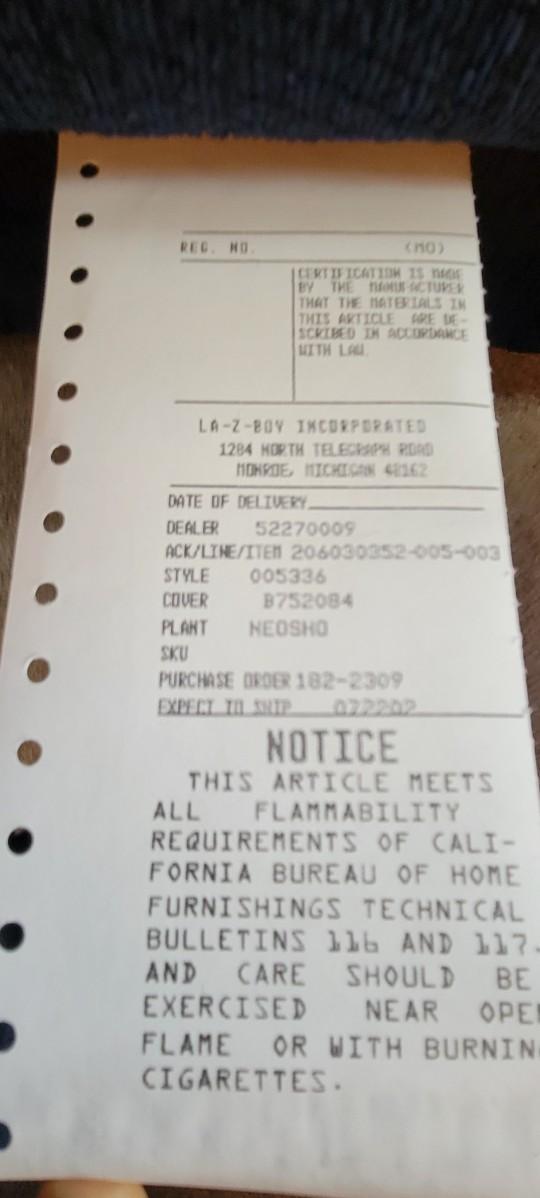 REG. NO. (MO)
CERTIFICATION IS MADE
BY THE MANUFACTURER
THAT THE MATERIALS IN
THIS ARTICLE ARE DE-
SCRIBED IN ACCORDANCE
WITH LAW.
LA-Z-BOY INCORPORATED
1284 NORTH TELEGRAPH ROAD
MONROE, MICHIGAN 48162
DATE OF DELIVERY
DEALER 52270009
ACK/LINE/ITEM 206030352-005-003
STYLE 005336
COVER B752084
PLANT NEOSHO
SKU
PURCHASE ORDER 182-2309
EXPECT TO SHIP 072202
NOTICE
THIS ARTICLE MEETS
ALL FLAMMABILITY
REQUIREMENTS OF CALI-
FORNIA BUREAU OF HOME
FURNISHINGS TECHNICAL
BULLETINS 116 AND 117.
AND CARE SHOULD BE
EXERCISED NEAR OPEN
FLAME OR WITH BURNIN
CIGARETTES.